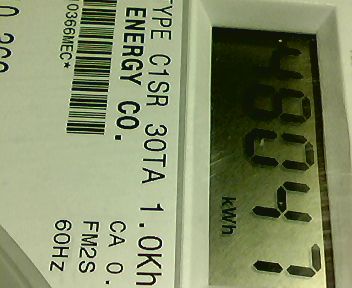 48047
kWh
TYPE C1SR 30TA 1.0Kh
ENERGY CO.
CA 0.
FM2S
0366MEC*
60Hz